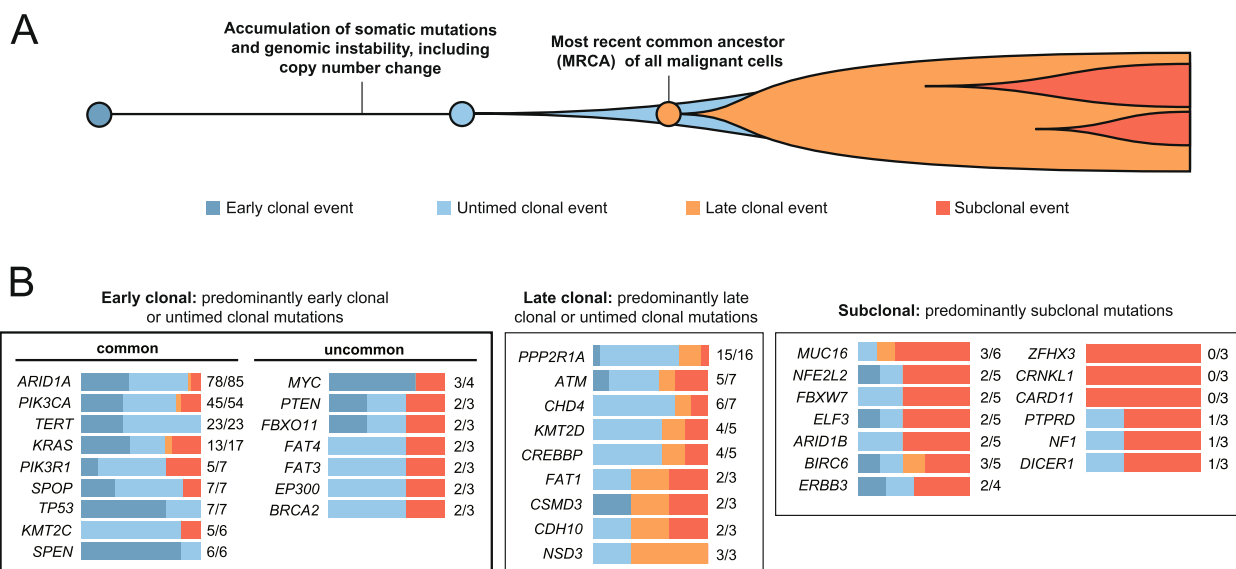 A
Accumulation of somatic mutations
and genomic instability, including
copy number change
Most recent common ancestor
(MRCA) of all malignant cells
Early clonal event
Untimed clonal event
Late clonal event
Subclonal event
B
Early clonal: predominantly early clonal
or untimed clonal mutations
common
ARID1A 78/85
PIK3CA 45/54
TERT 23/23
KRAS 13/17
PIK3R1 5/7
SPOP 7/7
TP53 7/7
KMT2C 5/6
SPEN 6/6
uncommon
MYC 3/4
PTEN 2/3
FBXO11 2/3
FAT4 2/3
FAT3 2/3
EP300 2/3
BRCA2 2/3
Late clonal: predominantly late
clonal or untimed clonal mutations
PPP2R1A 15/16
ATM 5/7
CHD4 6/7
KMT2D 4/5
CREBBP 4/5
FAT1 2/3
CSMD3 2/3
CDH10 2/3
NSD3 3/3
Subclonal: predominantly subclonal mutations
MUC16 3/6
NFE2L2 2/5
FBXW7 2/5
ELF3 2/5
ARID1B 2/5
BIRC6 3/5
ERBB3 2/4
ZFHX3 0/3
CRNKL1 0/3
CARD11 0/3
PTPRD 1/3
NF1 1/3
DICER1 1/3